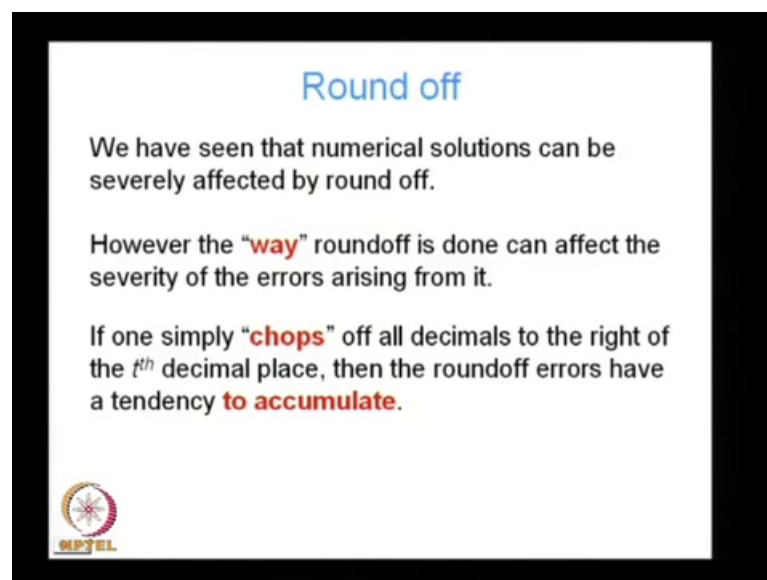 Round off
We have seen that numerical solutions can be
severely affected by round off.
However the “way” roundoff is done can affect the
severity of the errors arising from it.
If one simply “chops” off all decimals to the right of
the tth decimal place, then the roundoff errors have
a tendency to accumulate.
NPTEL